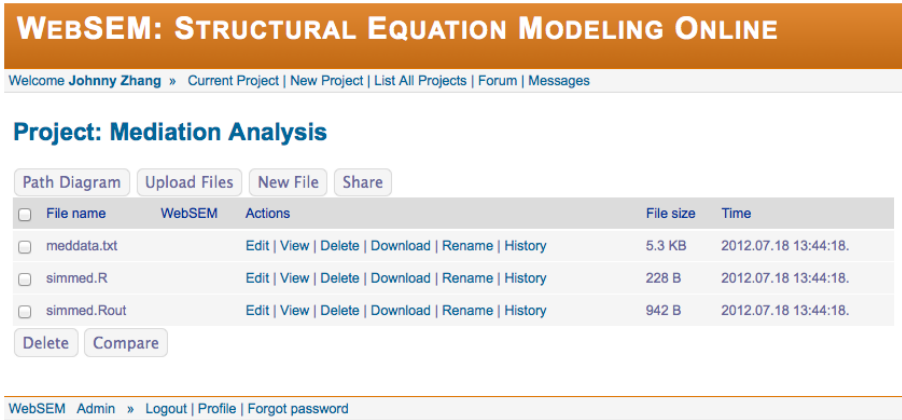 WEBSEM: STRUCTURAL EQUATION MODELING ONLINE
Welcome Johnny Zhang » Current Project | New Project | List All Projects | Forum | Messages
Project: Mediation Analysis
Path Diagram Upload Files New File Share
File name WebSEM Actions File size Time
meddata.txt Edit | View | Delete | Download | Rename | History 5.3 KB 2012.07.18 13:44:18.
simmed.R Edit | View | Delete | Download | Rename | History 228 B 2012.07.18 13:44:18.
simmed.Rout Edit | View | Delete | Download | Rename | History 942 B 2012.07.18 13:44:18.
Delete Compare
WebSEM Admin » Logout | Profile | Forgot password